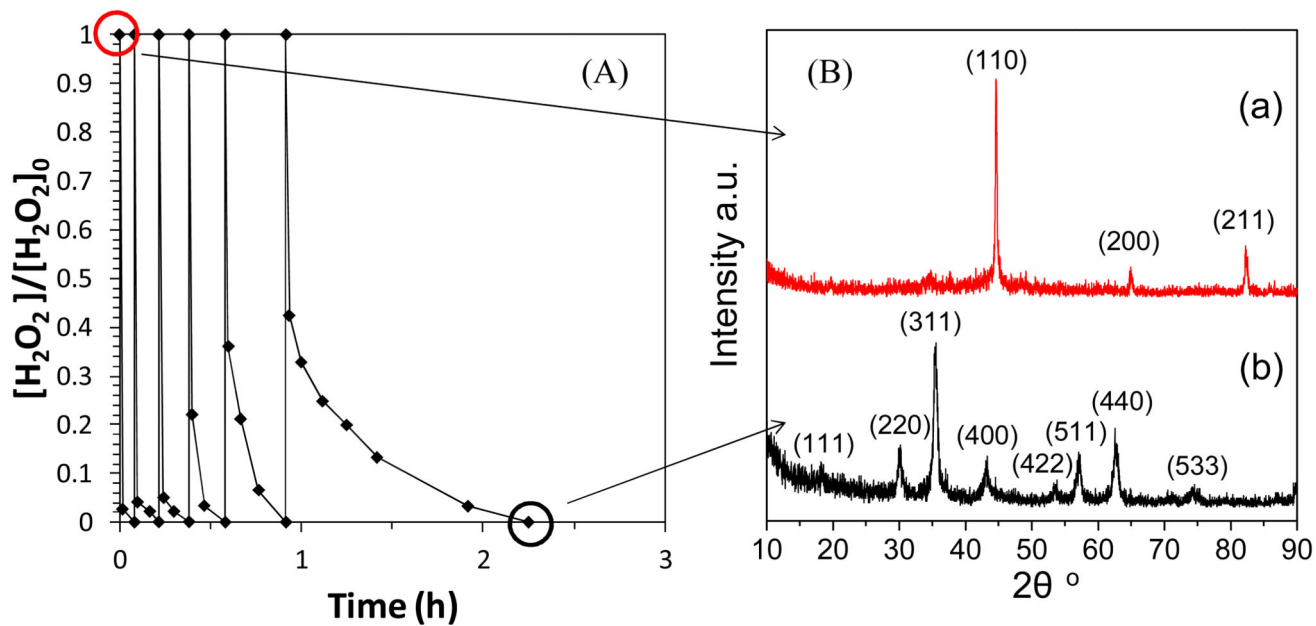 [H₂O₂]/[H₂O₂]₀
1
0.9
0.8
0.7
0.6
0.5
0.4
0.3
0.2
0.1
0
(A)
0 1 2 3
Time (h)
Intensity a.u.
(B)
(a)
(110)
(200)
(211)
(b)
(111)
(220)
(311)
(400)
(422)
(511)
(440)
(533)
10 20 30 40 50 60 70 80 90
2θ °